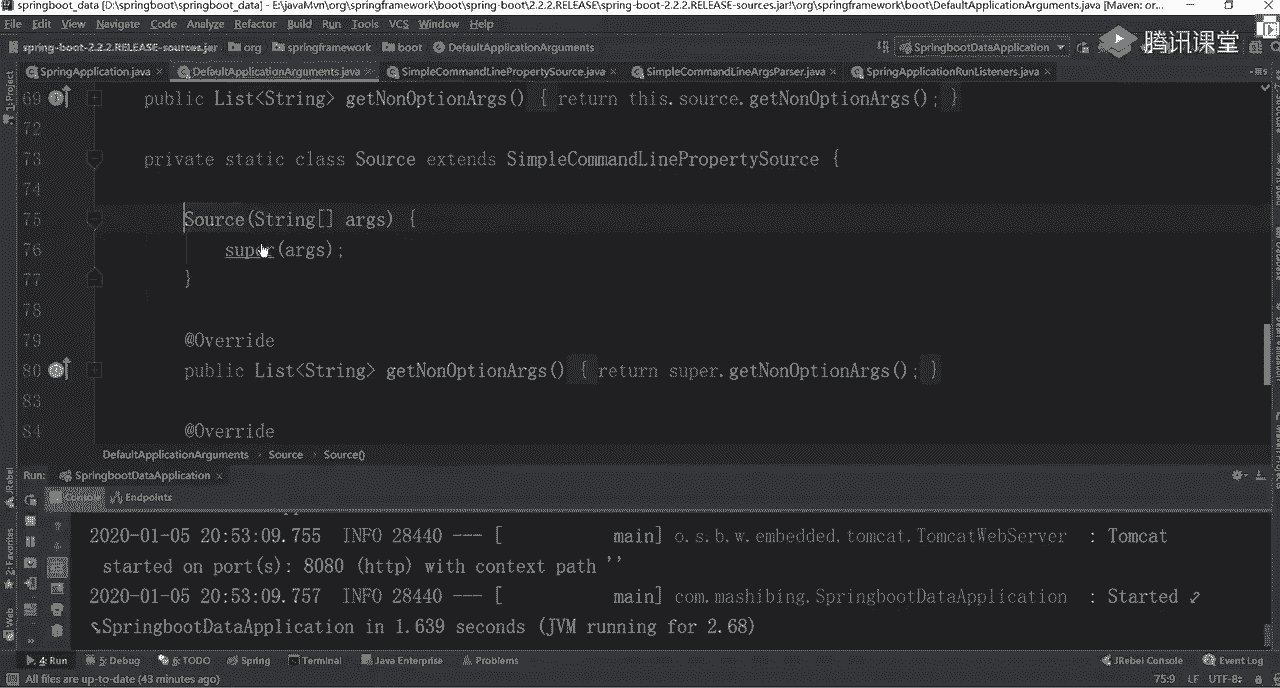 springboot_data [D:\springboot\springboot_data] - E:\javaMvn\org\springframework\boot\spring-boot\2.2.2.RELEASE\spring-boot-2.2.2.RELEASE-sources.jar!\org\springframework\boot\DefaultApplicationArguments.java [Maven: or...
File Edit View Navigate Code Analyze Refactor Build Run Tools VCS Window Help
spring-boot-2.2.2.RELEASE-sources.jar org springframework boot DefaultApplicationArguments SpringbootDataApplication 腾讯课堂
SpringApplication.java DefaultApplicationArguments.java SimpleCommandLinePropertySource.java SimpleCommandLineArgsParser.java SpringApplicationRunListeners.java
1: Project
69 public List<String> getNonOptionArgs() { return this.source.getNonOptionArgs(); }
72
73 private static class Source extends SimpleCommandLinePropertySource {
74
75 Source(String[] args) {
76 super(args);
77 }
78
79 @Override
80 public List<String> getNonOptionArgs() { return super.getNonOptionArgs(); }
83
84 @Override
DefaultApplicationArguments › Source › Source()
Run: SpringbootDataApplication
Console Endpoints
2020-01-05 20:53:09.755 INFO 28440 --- [ main] o.s.b.w.embedded.tomcat.TomcatWebServer : Tomcat
started on port(s): 8080 (http) with context path ''
2020-01-05 20:53:09.757 INFO 28440 --- [ main] com.mashibing.SpringbootDataApplication : Started
SpringbootDataApplication in 1.639 seconds (JVM running for 2.68)
JRebel
2: Favorites
Web
4: Run 5: Debug 6: TODO Spring Terminal Java Enterprise Problems JRebel Console Event Log
All files are up-to-date (43 minutes ago) 75:9 LF UTF-8